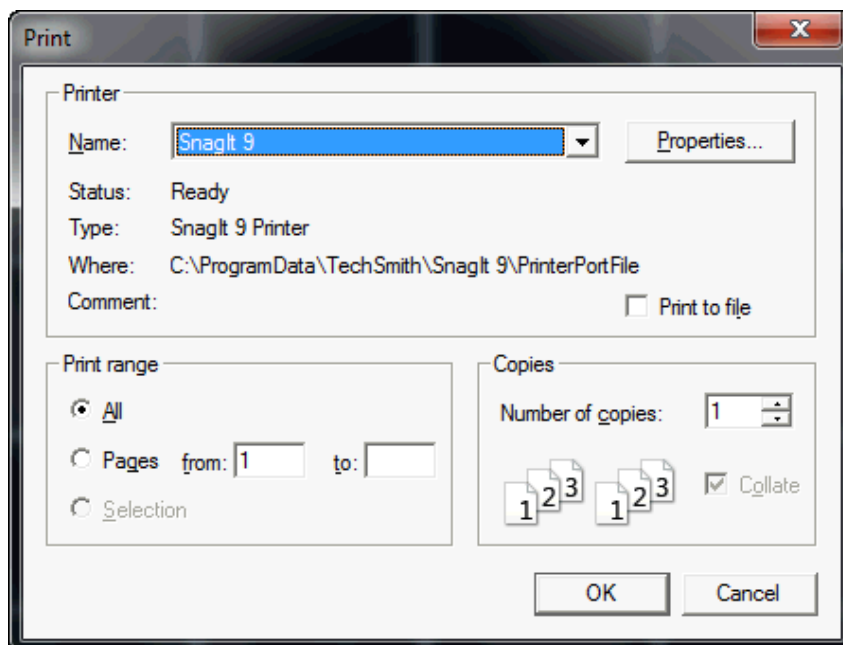 Print
Printer
Name: SnagIt 9 Properties...
Status: Ready
Type: SnagIt 9 Printer
Where: C:\ProgramData\TechSmith\SnagIt 9\PrinterPortFile
Comment: Print to file
Print range
All
Pages from: 1 to:
Selection
Copies
Number of copies: 1
1 2 3 1 2 3 Collate
OK Cancel